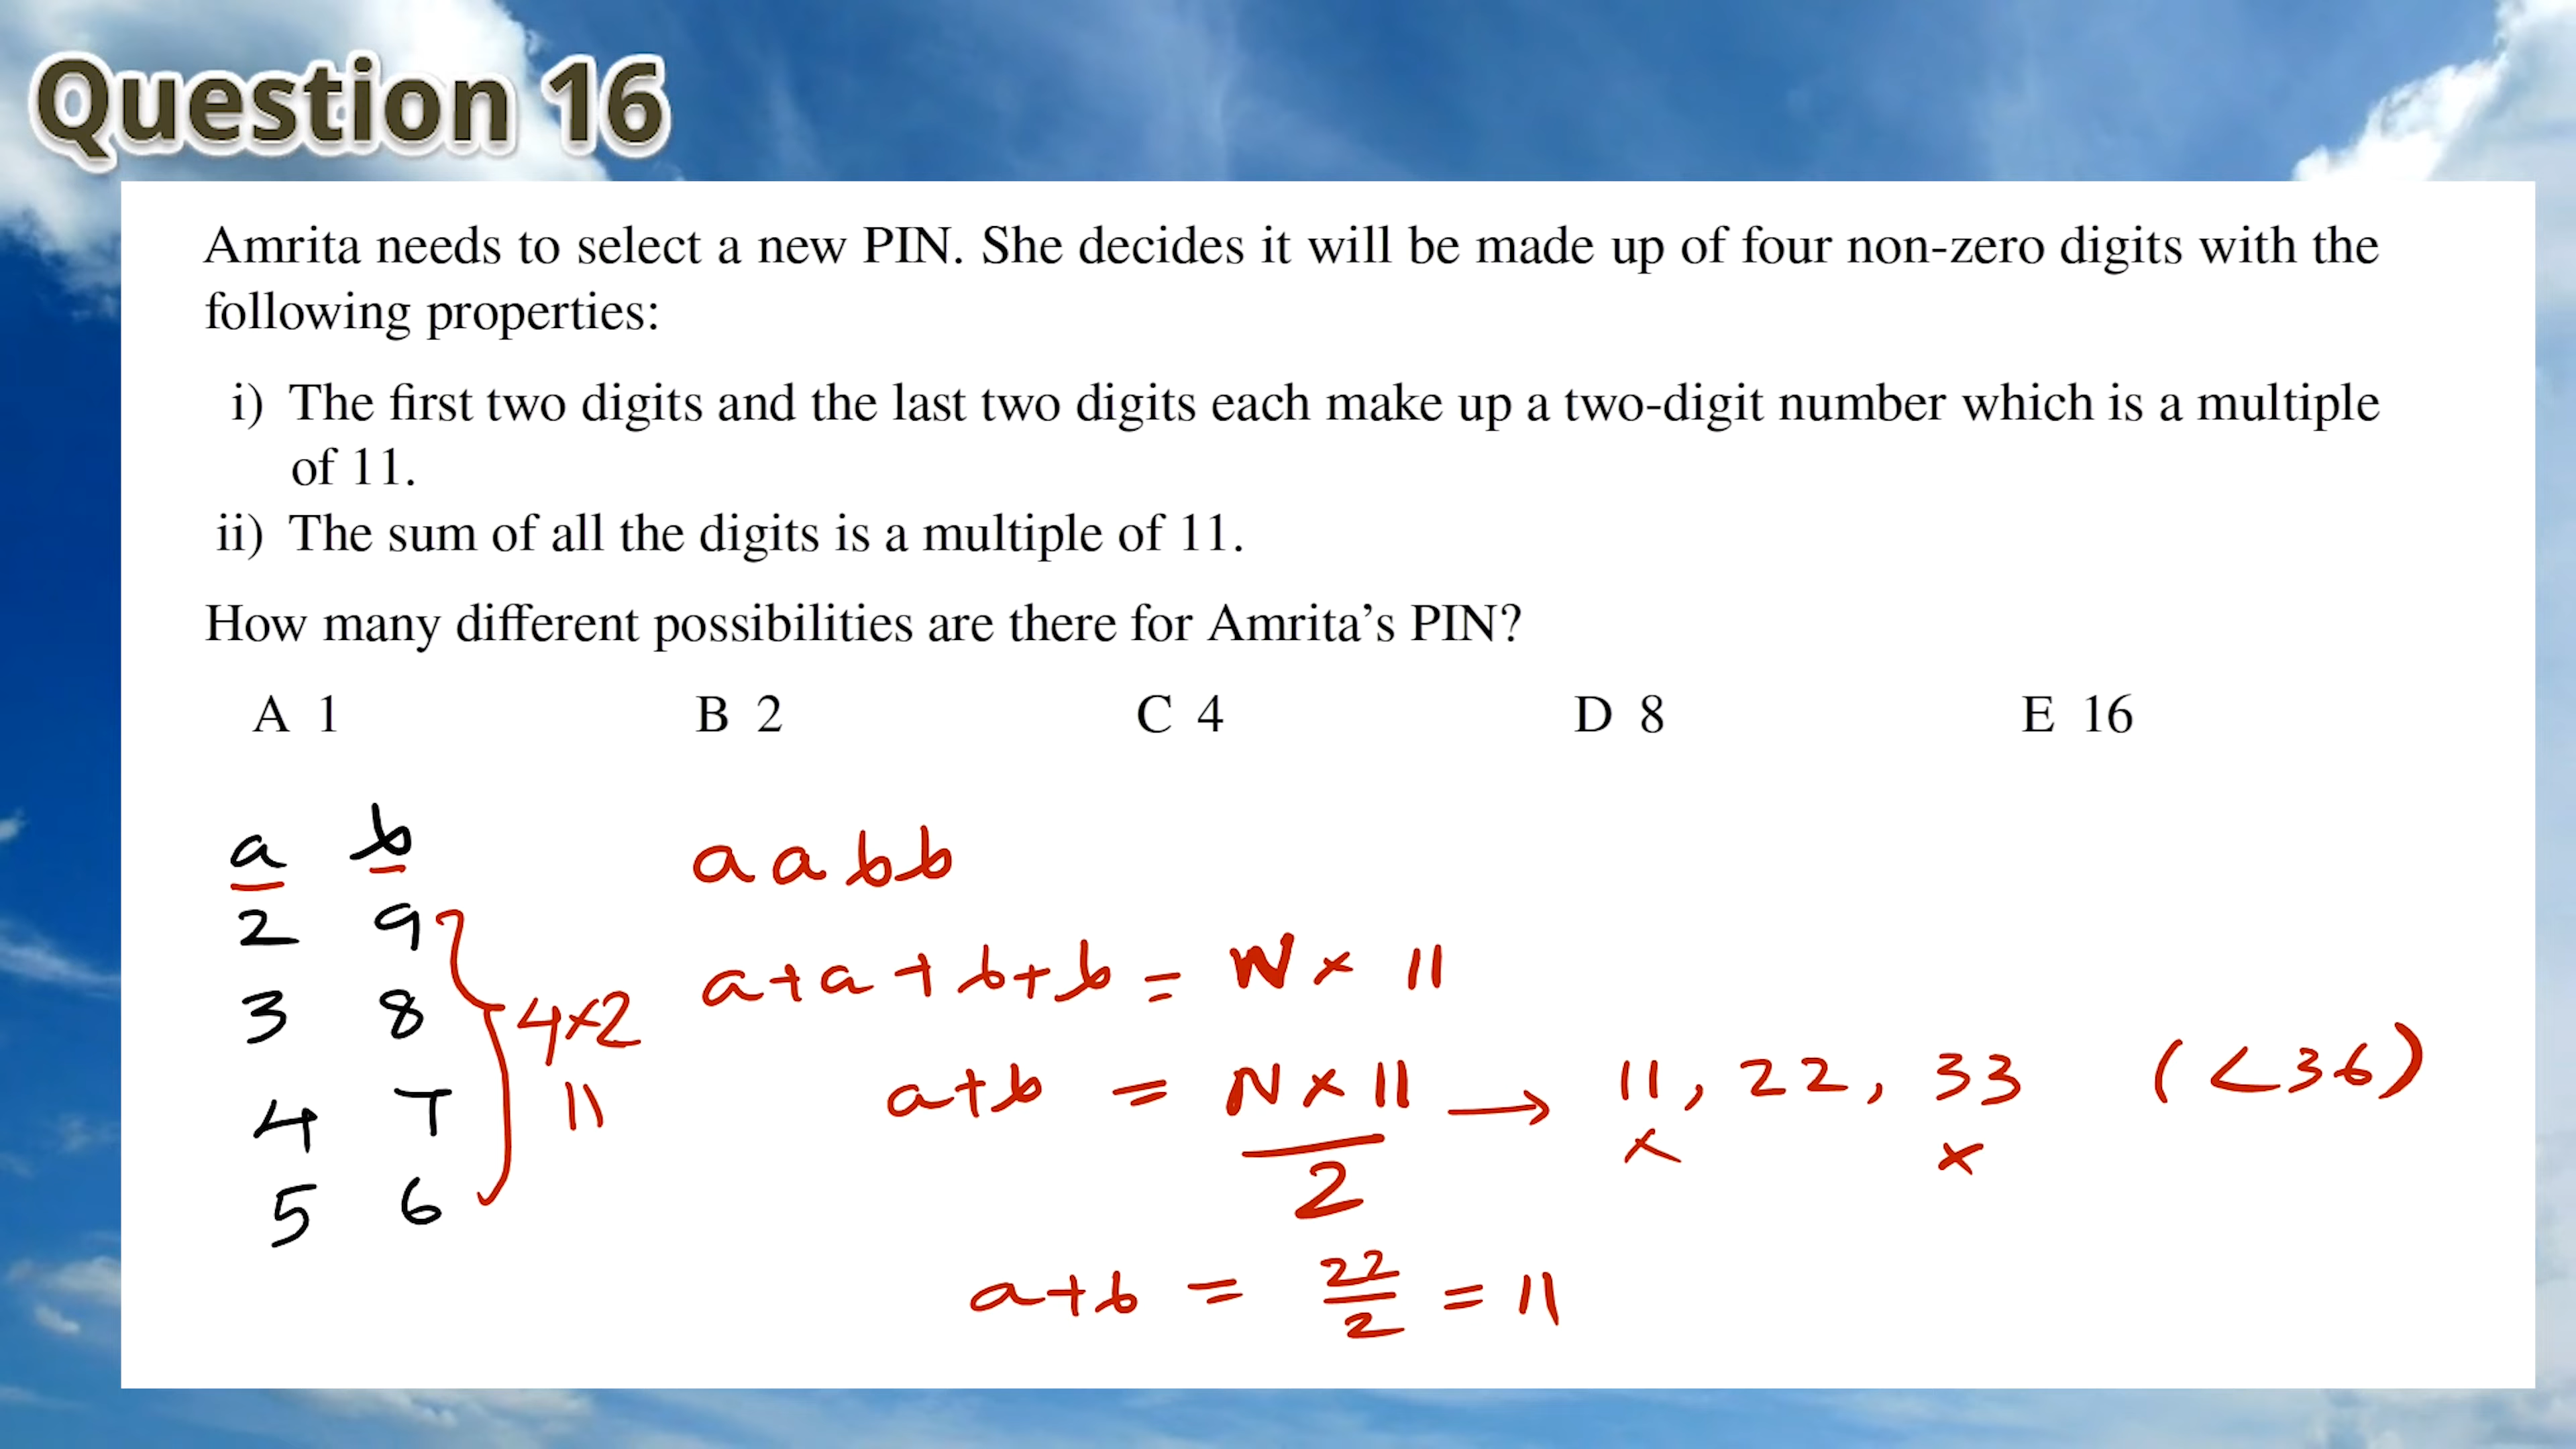 Question 16
Amrita needs to select a new PIN. She decides it will be made up of four non-zero digits with the
following properties:
i) The first two digits and the last two digits each make up a two-digit number which is a multiple
of 11.
ii) The sum of all the digits is a multiple of 11.
How many different possibilities are there for Amrita's PIN?
A 1 B 2 C 4 D 8 E 16
a b
2 9
3 8
4 7
5 6
4×2
11
a a b b
a+a+b+b = N × 11
a+b = N × 11 / 2 → 11, 22, 33 (<36)
× ×
a+b = 22/2 = 11